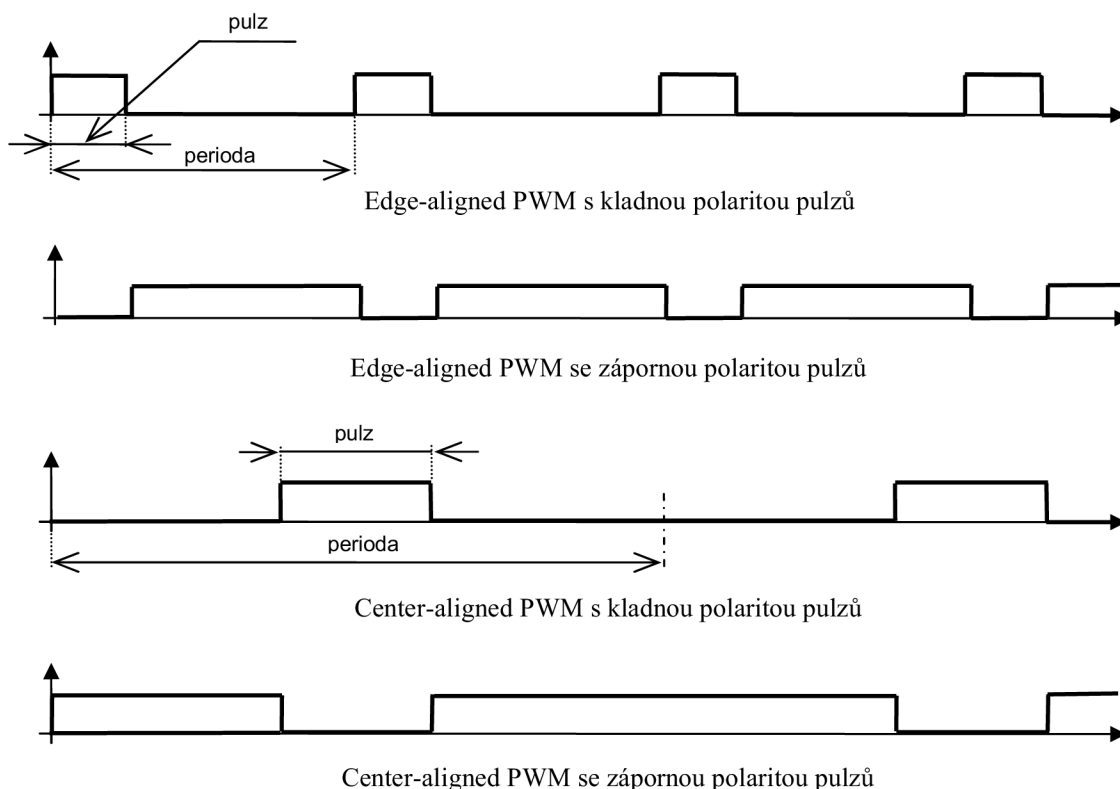 pulz
perioda
Edge-aligned PWM s kladnou polaritou pulzů
Edge-aligned PWM se zápornou polaritou pulzů
pulz
perioda
Center-aligned PWM s kladnou polaritou pulzů
Center-aligned PWM se zápornou polaritou pulzů